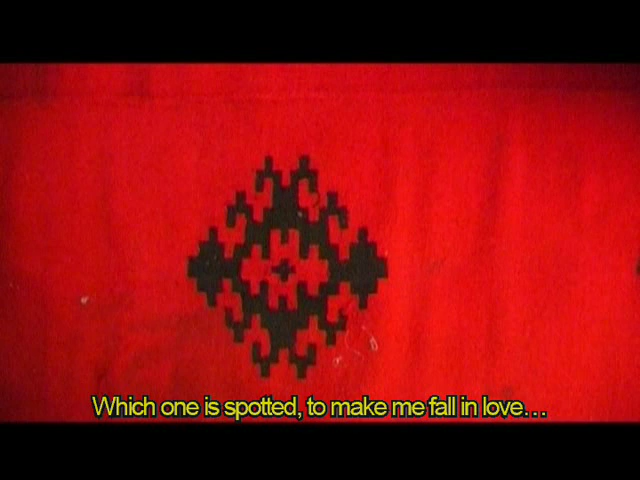 Which one is spotted, to make me fall in love…